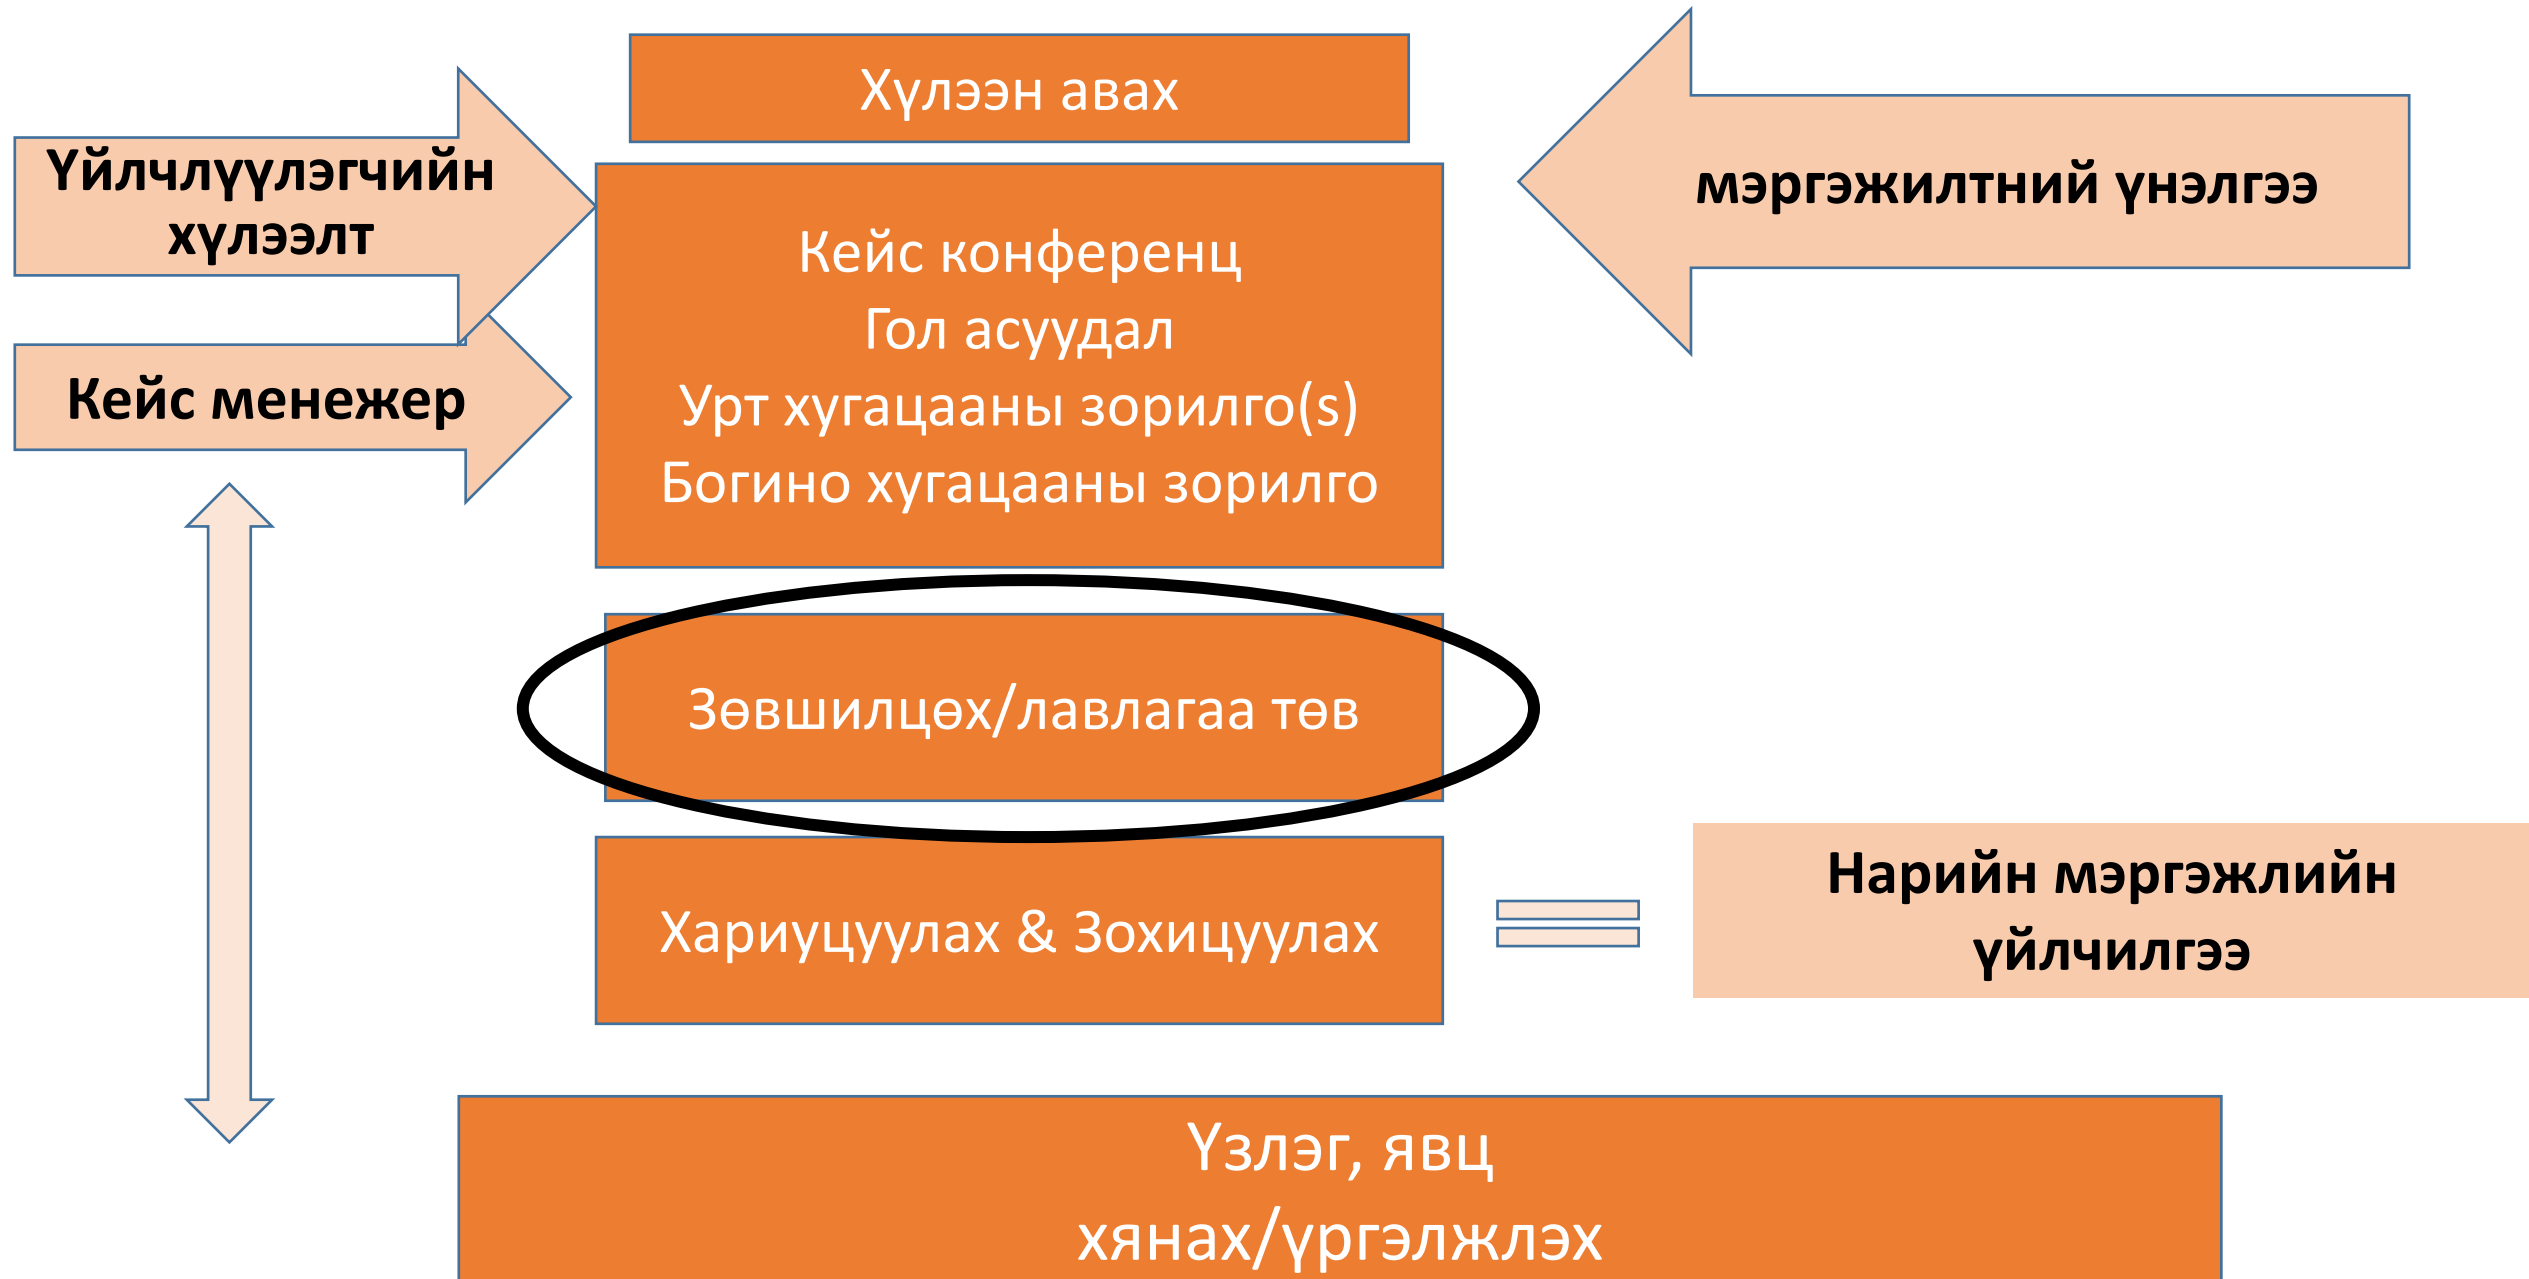 Хүлээн авах
Үйлчлүүлэгчийн
хүлээлт
мэргэжилтний үнэлгээ
Кейс конференц
Гол асуудал
Урт хугацааны зорилго(s)
Богино хугацааны зорилго
Кейс менежер
Зөвшилцөх/лавлагаа төв
Хариуцуулах & Зохицуулах
Нарийн мэргэжлийн
үйлчилгээ
Үзлэг, явц
хянах/үргэлжлэх